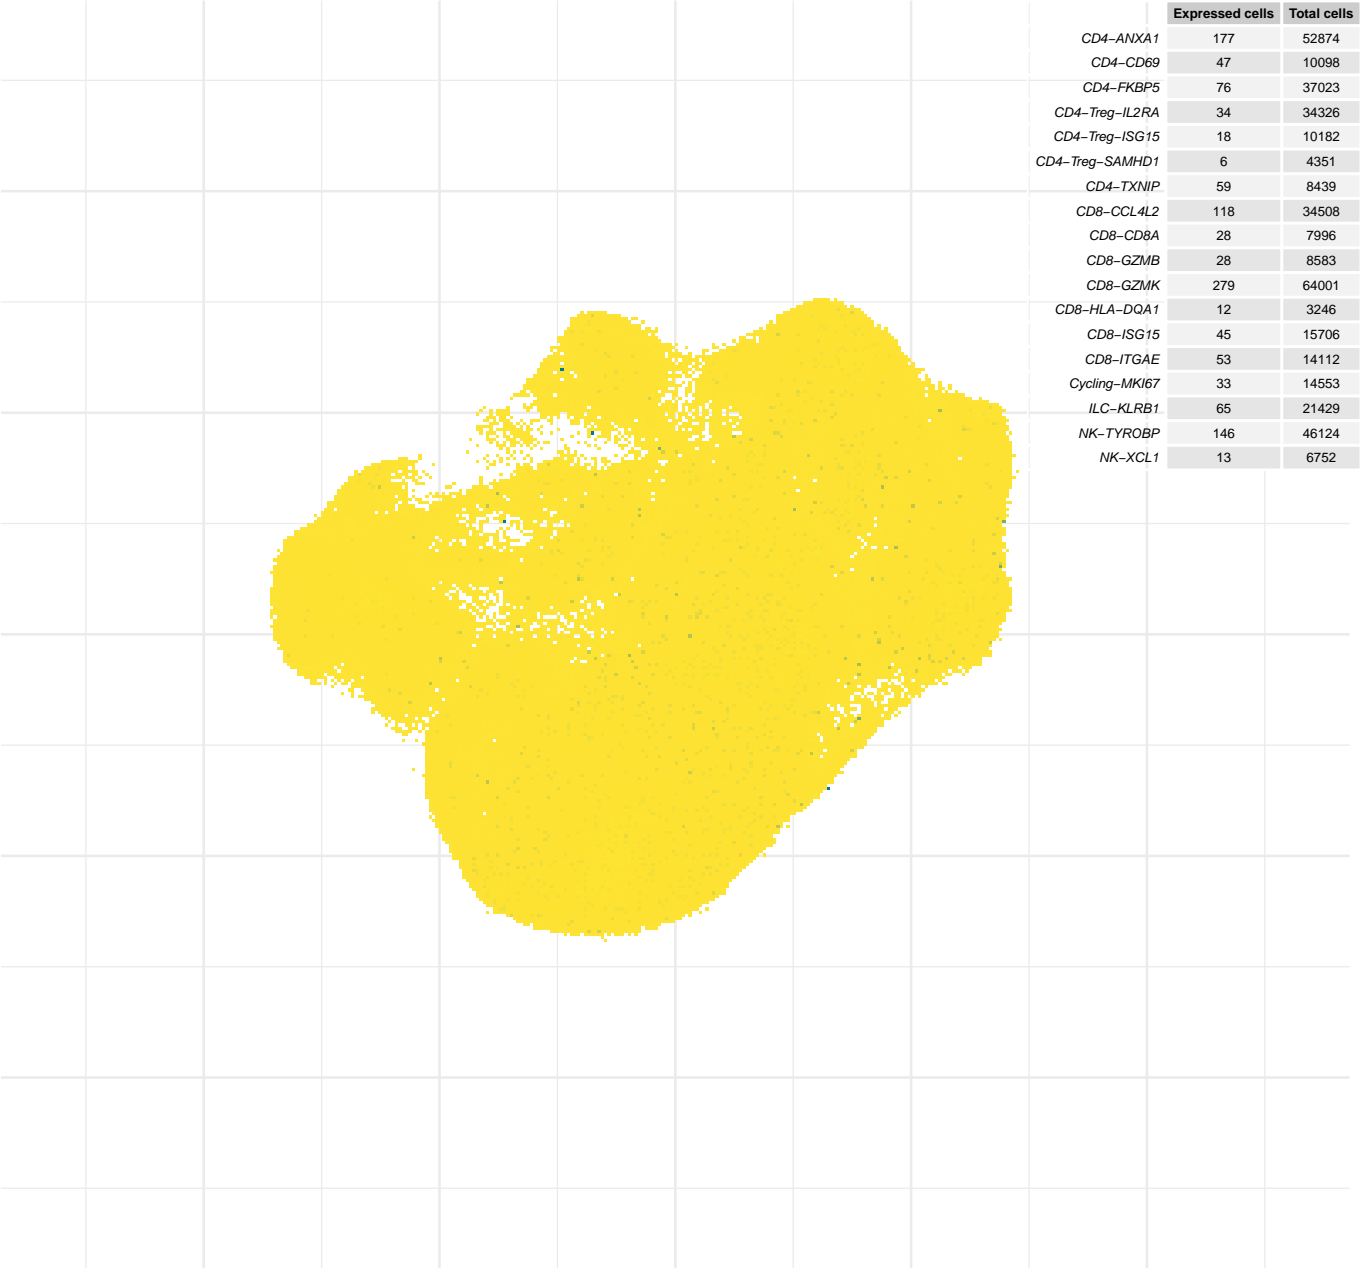 Expressed cells Total cells
CD4−ANXA1 177 52874
CD4−CD69 47 10098
CD4−FKBP5 76 37023
CD4−Treg−IL2RA 34 34326
CD4−Treg−ISG15 18 10182
CD4−Treg−SAMHD1 6 4351
CD4−TXNIP 59 8439
CD8−CCL4L2 118 34508
CD8−CD8A 28 7996
CD8−GZMB 28 8583
CD8−GZMK 279 64001
CD8−HLA−DQA1 12 3246
CD8−ISG15 45 15706
CD8−ITGAE 53 14112
Cycling−MKI67 33 14553
ILC−KLRB1 65 21429
NK−TYROBP 146 46124
NK−XCL1 13 6752